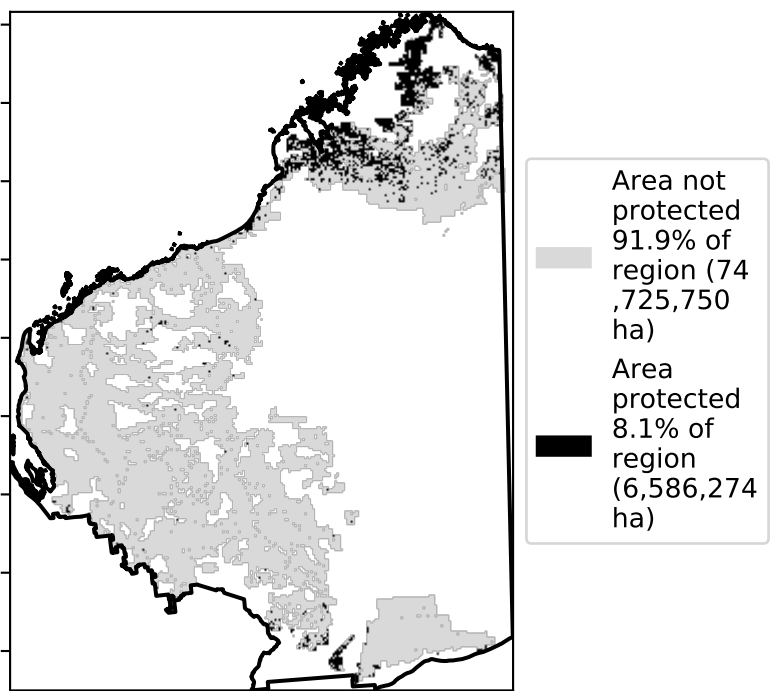 Area not
protected
91.9% of
region (74
,725,750
ha)
Area
protected
8.1% of
region
(6,586,274
ha)